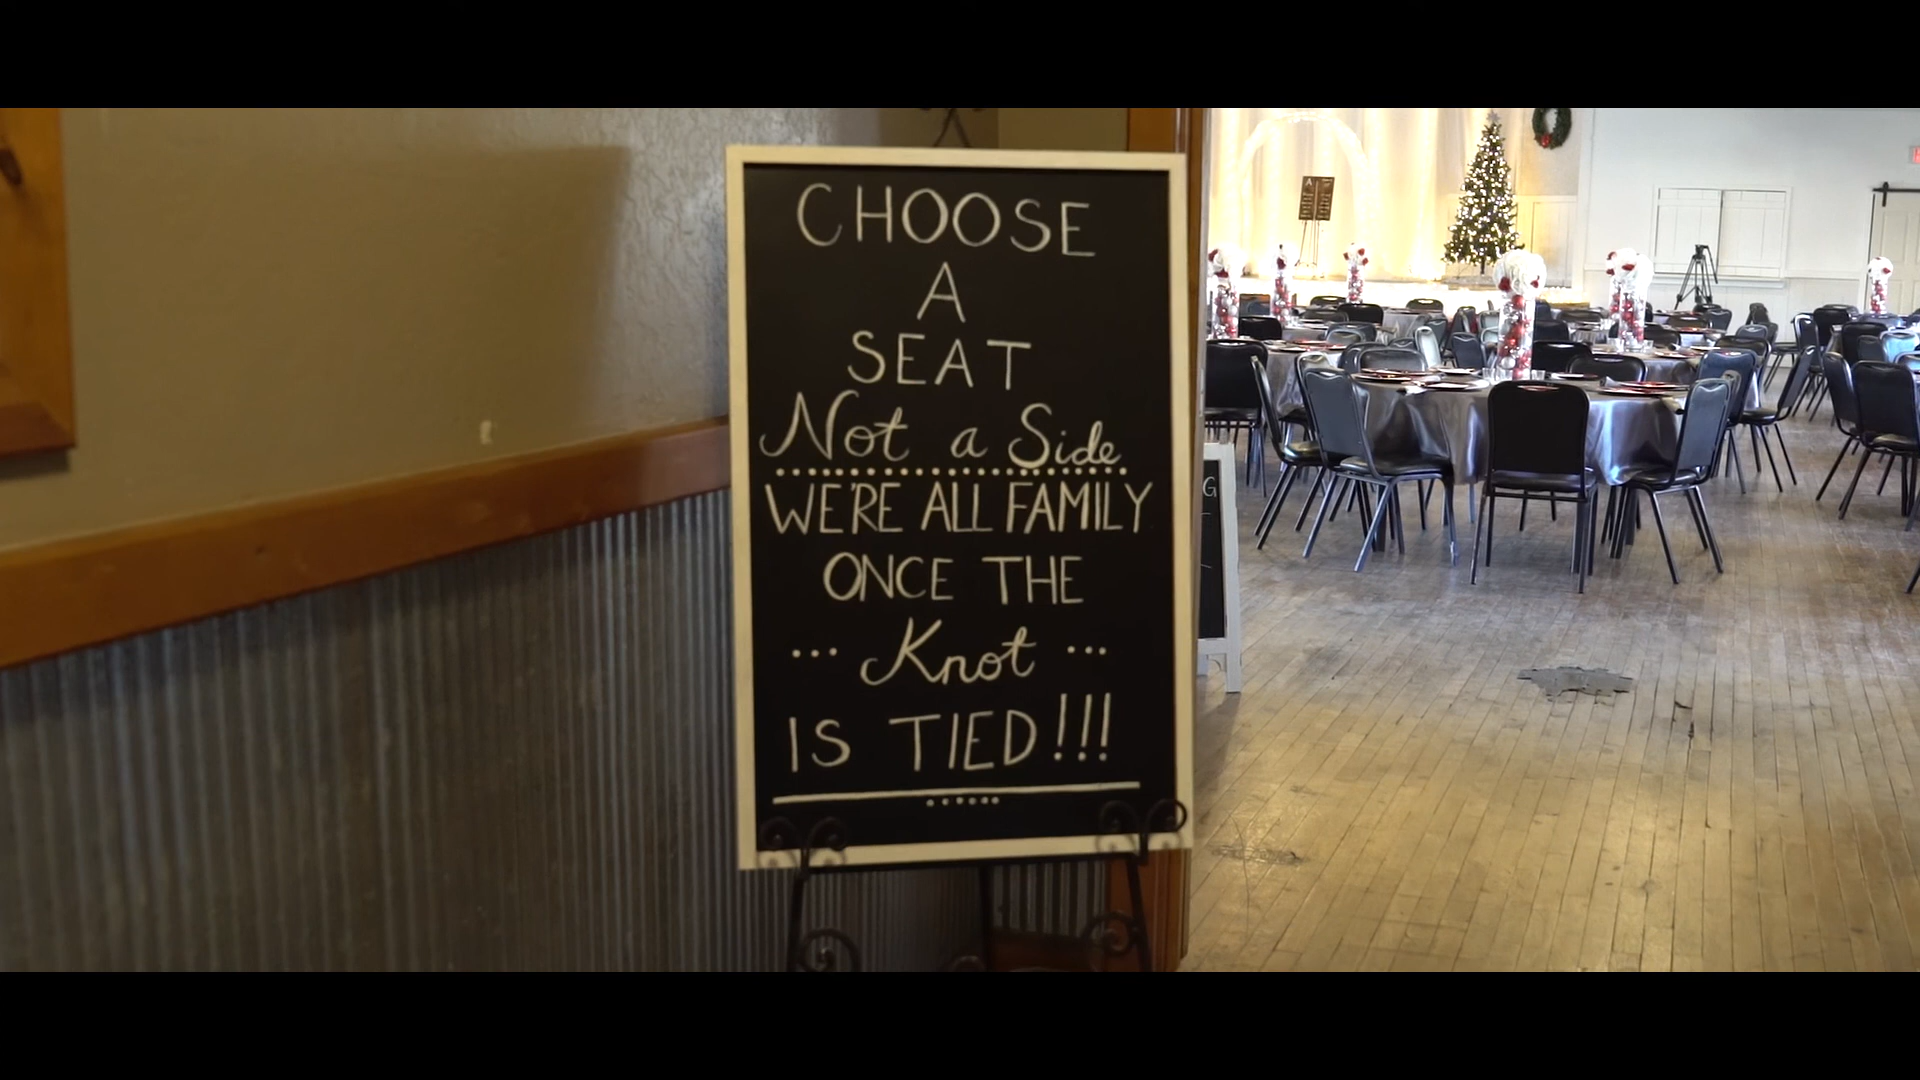 CHOOSE
A
SEAT
Not a Side
WE'RE ALL FAMILY
ONCE THE
... Knot ...
IS TIED!!!